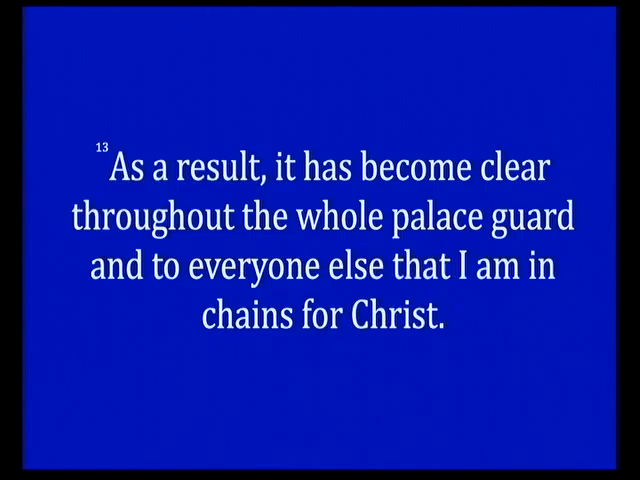 13 As a result, it has become clear
throughout the whole palace guard
and to everyone else that I am in
chains for Christ.